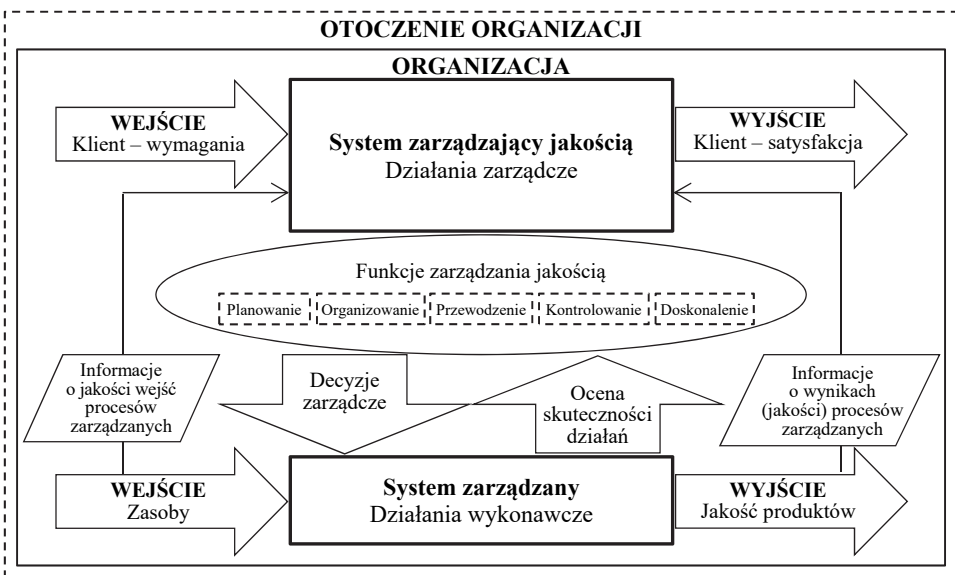 OTOCZENIE ORGANIZACJI
ORGANIZACJA
WEJŚCIE
Klient – wymagania
System zarządzający jakością
Działania zarządcze
WYJŚCIE
Klient – satysfakcja
Funkcje zarządzania jakością
Planowanie
Organizowanie
Przewodzenie
Kontrolowanie
Doskonalenie
Informacje
o jakości wejść
procesów
zarządzanych
Decyzje
zarządcze
Ocena
skuteczności
działań
Informacje
o wynikach
(jakości) procesów
zarządzanych
WEJŚCIE
Zasoby
System zarządzany
Działania wykonawcze
WYJŚCIE
Jakość produktów